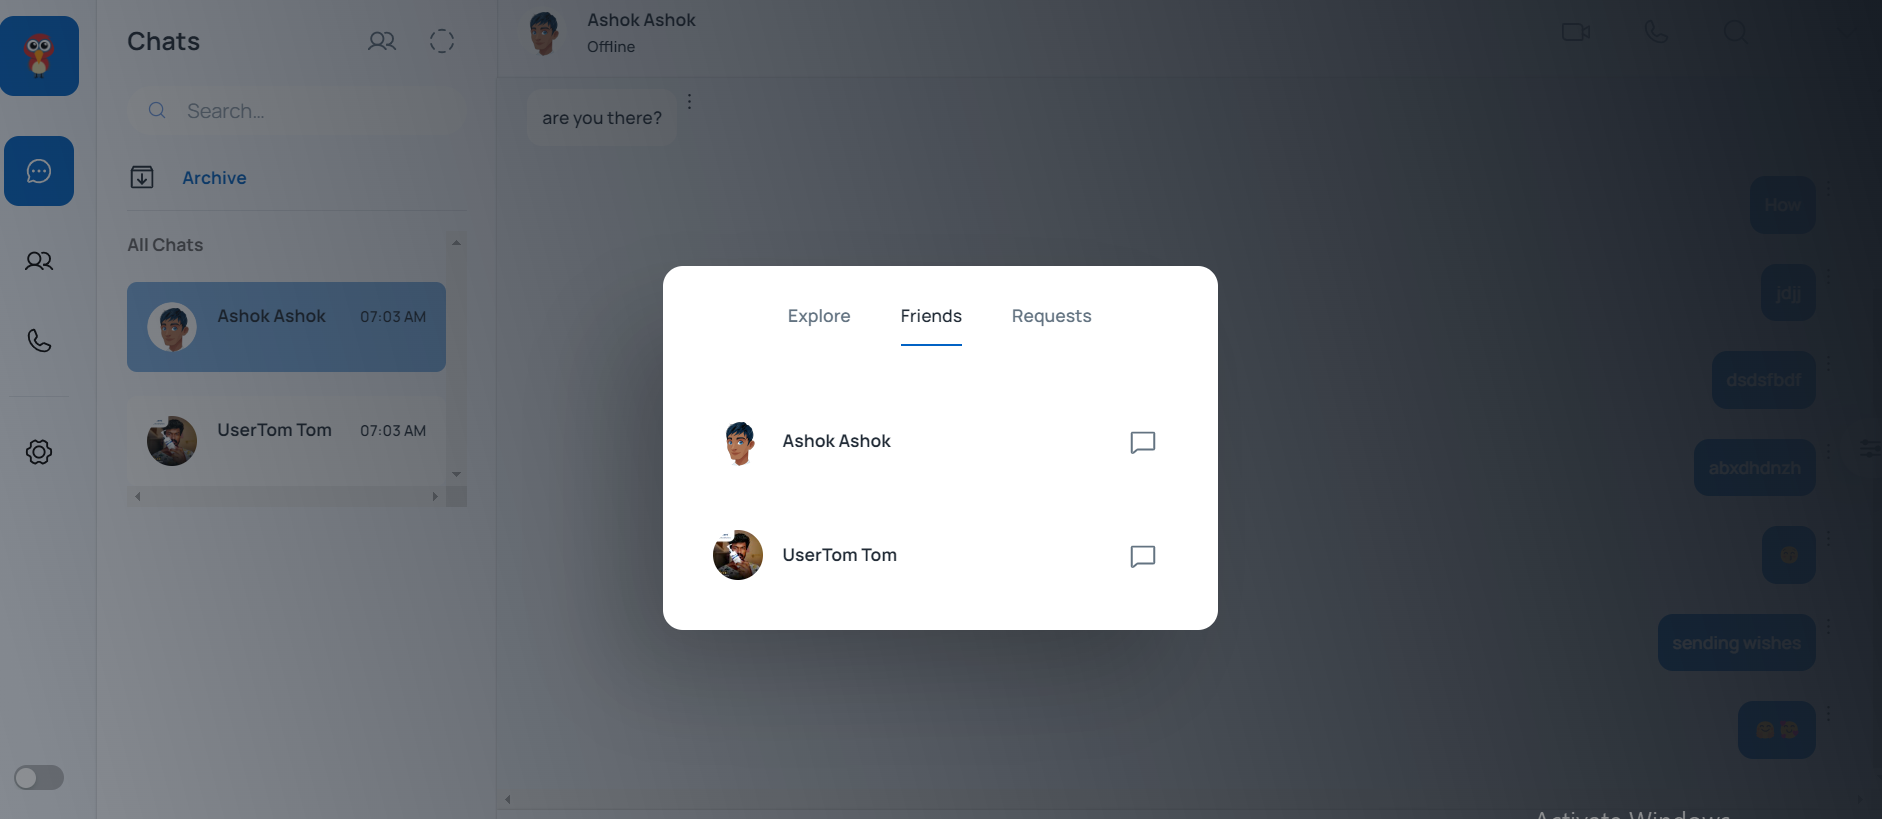 Chats
Search...
Archive
All Chats
Ashok Ashok 07:03 AM
UserTom Tom 07:03 AM
Ashok Ashok
Offline
are you there?
How
jdjj
dsdsfbdf
abxdhdnzh
sending wishes
Explore Friends Requests
Ashok Ashok
UserTom Tom
Activate Windows